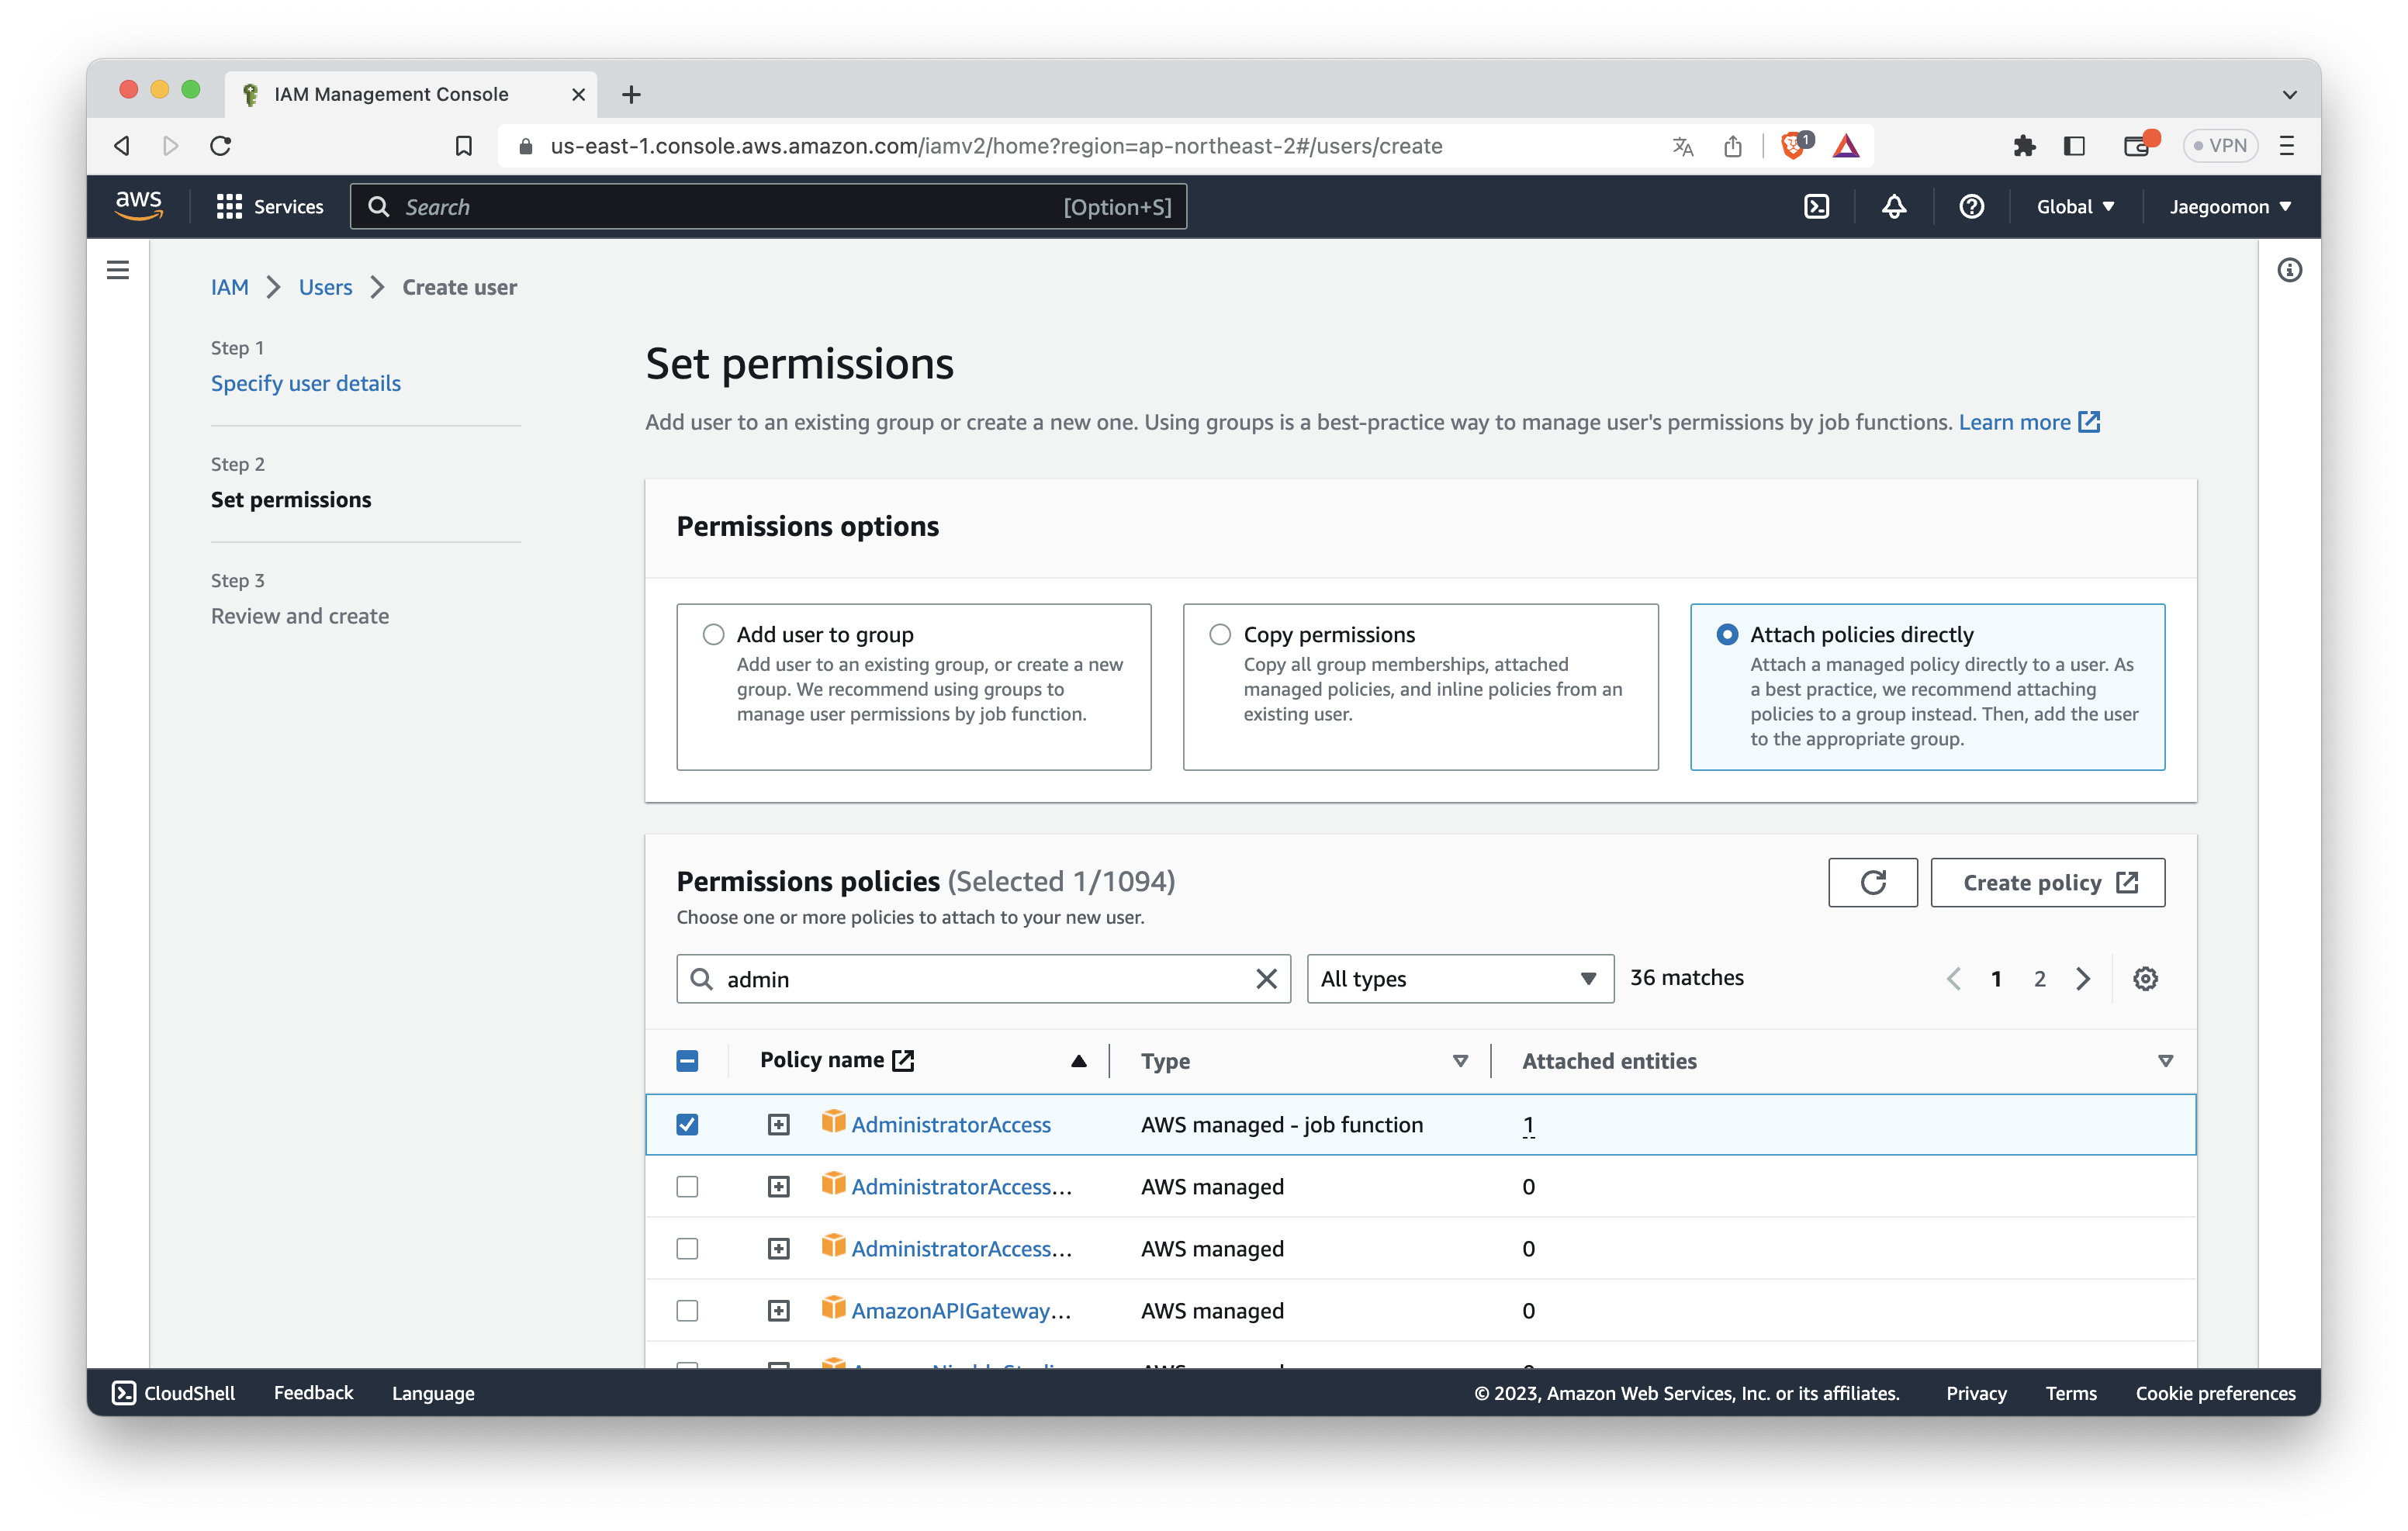 IAM Management Console
us-east-1.console.aws.amazon.com/iamv2/home?region=ap-northeast-2#/users/create
1
VPN
aws
Services
Search
[Option+S]
Global
Jaegoomon
IAM
Users
Create user
Step 1
Specify user details
Step 2
Set permissions
Step 3
Review and create
Set permissions
Add user to an existing group or create a new one. Using groups is a best-practice way to manage user's permissions by job functions. Learn more
Permissions options
Add user to group
Add user to an existing group, or create a new
group. We recommend using groups to
manage user permissions by job function.
Copy permissions
Copy all group memberships, attached
managed policies, and inline policies from an
existing user.
Attach policies directly
Attach a managed policy directly to a user. As
a best practice, we recommend attaching
policies to a group instead. Then, add the user
to the appropriate group.
Permissions policies (Selected 1/1094)
Choose one or more policies to attach to your new user.
Create policy
admin
All types
36 matches
1
2
Policy name
Type
Attached entities
AdministratorAccess
AWS managed - job function
1
AdministratorAccess...
AWS managed
0
AdministratorAccess...
AWS managed
0
AmazonAPIGateway...
AWS managed
0
CloudShell
Feedback
Language
© 2023, Amazon Web Services, Inc. or its affiliates.
Privacy
Terms
Cookie preferences